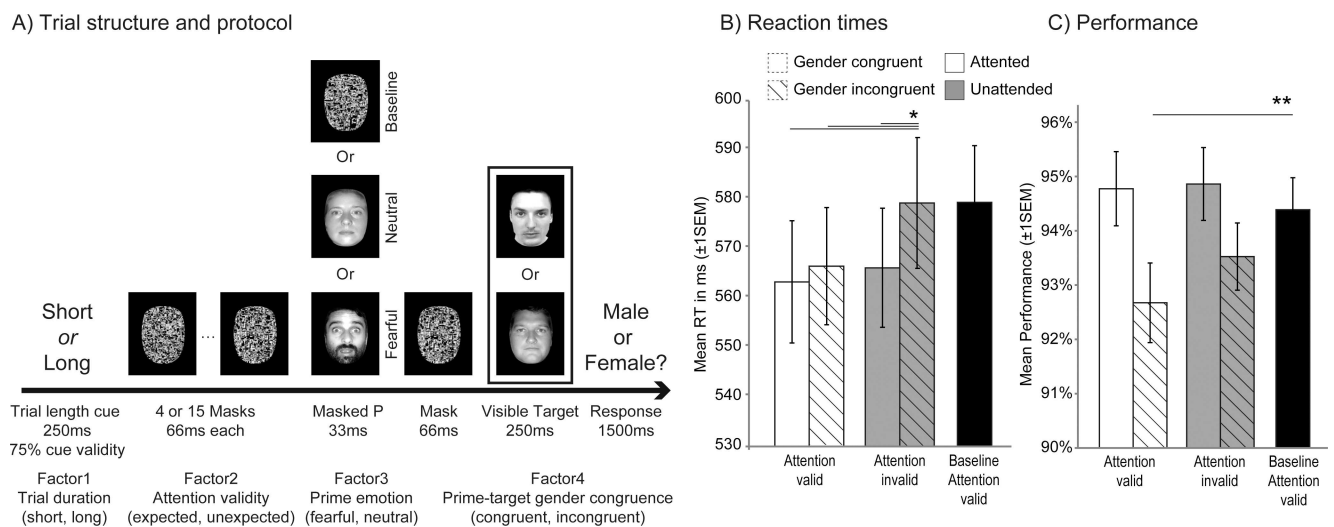 A) Trial structure and protocol
Baseline
Or
Neutral
Or
Fearful
Or
Short
or
Long
...
Male
or
Female?
Trial length cue
250ms
75% cue validity
4 or 15 Masks
66ms each
Masked P
33ms
Mask
66ms
Visible Target
250ms
Response
1500ms
Factor1
Trial duration
(short, long)
Factor2
Attention validity
(expected, unexpected)
Factor3
Prime emotion
(fearful, neutral)
Factor4
Prime-target gender congruence
(congruent, incongruent)
B) Reaction times
Gender congruent
Gender incongruent
Attented
Unattended
Mean RT in ms (±1SEM)
600
590
580
570
560
550
540
530
*
Attention
valid
Attention
invalid
Baseline
Attention
valid
C) Performance
Mean Performance (±1SEM)
96%
95%
94%
93%
92%
91%
90%
**
Attention
valid
Attention
invalid
Baseline
Attention
valid